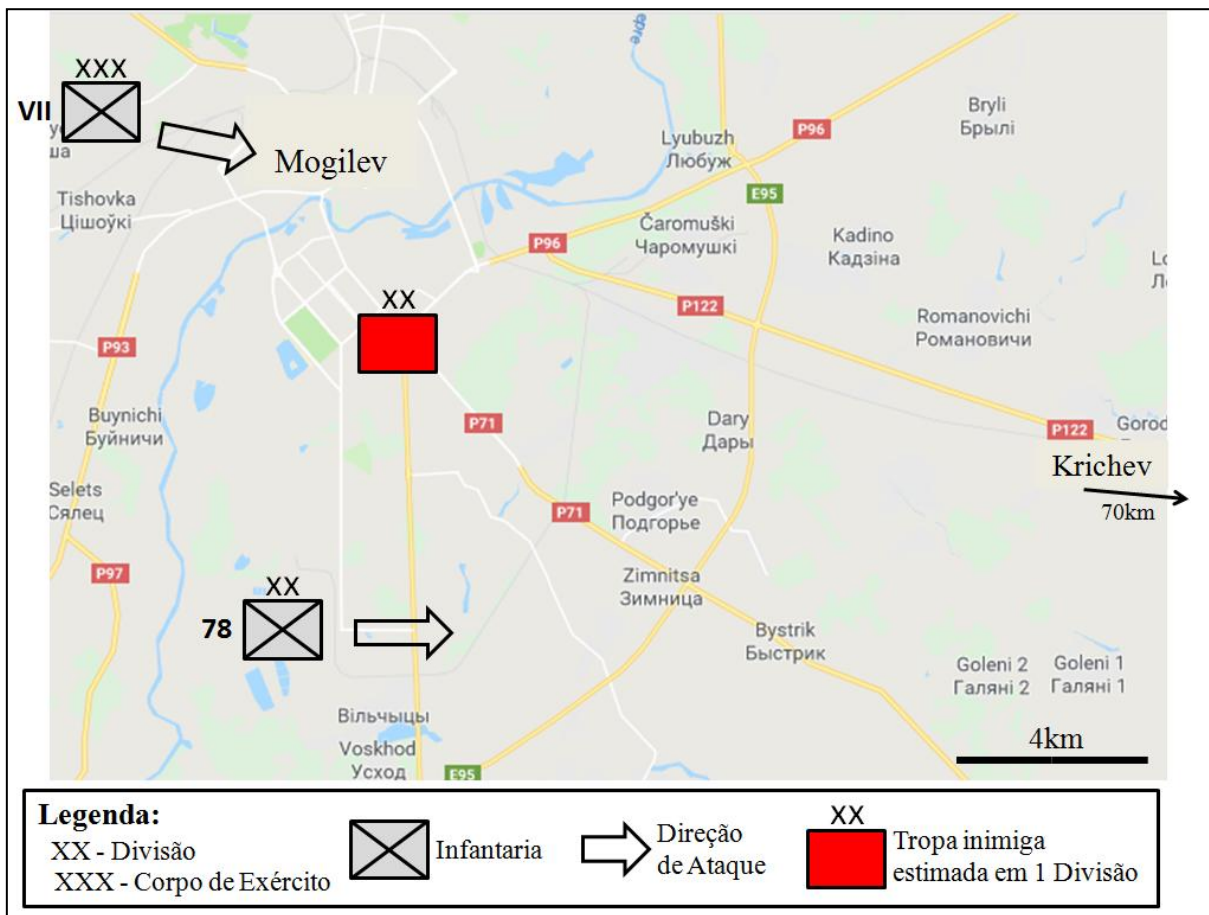 XXX
VII
ша
Mogilev
Tishovka
Цішоўкі
Lyubuzh
Любуж
P96
Bryli
Брылі
E95
Čaromuški
Чаромушкі
Kadino
Кадзіна
P96
P122
Romanovichi
Романовичи
P93
XX
Buynichi
Буйничи
P71
Dary
Дары
P122
Krichev
70km
Selets
Сялец
P71
Podgor'ye
Подгорье
P97
XX
78
Zimnitsa
Зимница
Bystrik
Быстрик
Goleni 2
Галяні 2
Goleni 1
Галяні 1
Вільчыцы
Voskhod
Усход
E95
4km
Legenda:
XX - Divisão
XXX - Corpo de Exército
Infantaria
Direção
de Ataque
XX
Tropa inimiga
estimada em 1 Divisão